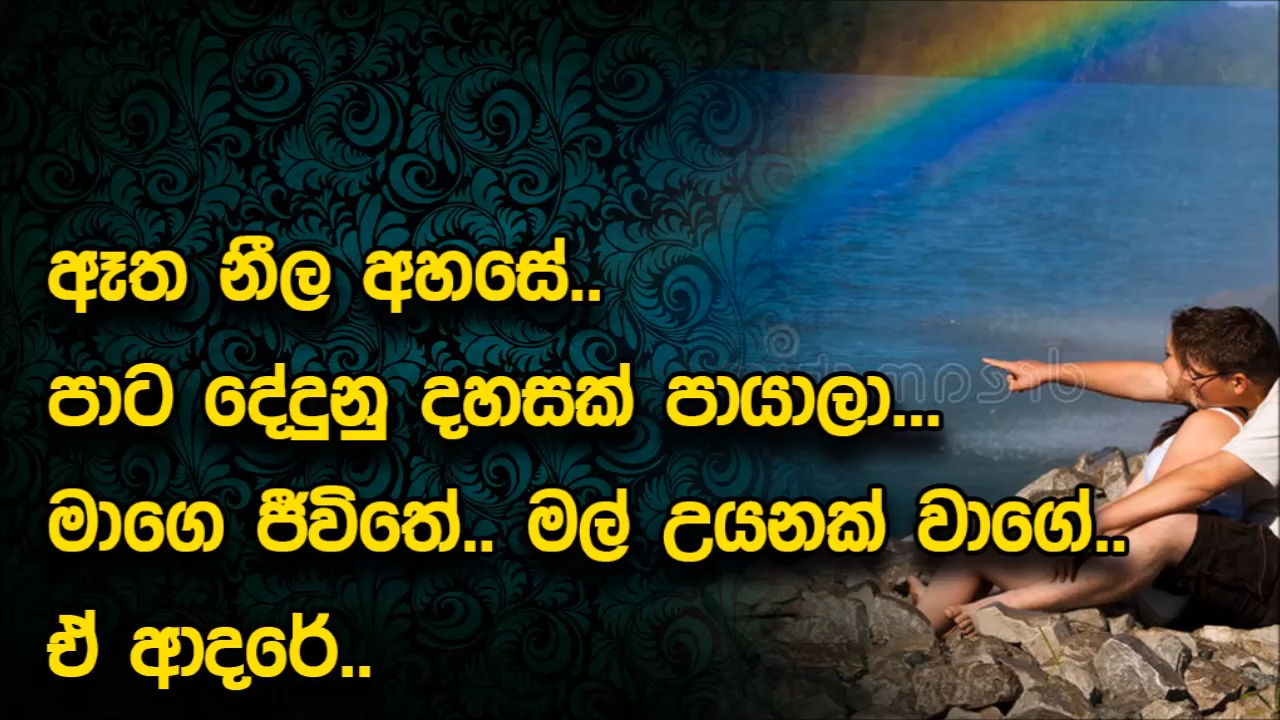 ඈත නීල අහසේ..
පාට දේදුනු දහසක් පායාලා...
මාගෙ ජීවිතේ.. මල් උයනක් වාගේ..
ඒ ආදරේ..